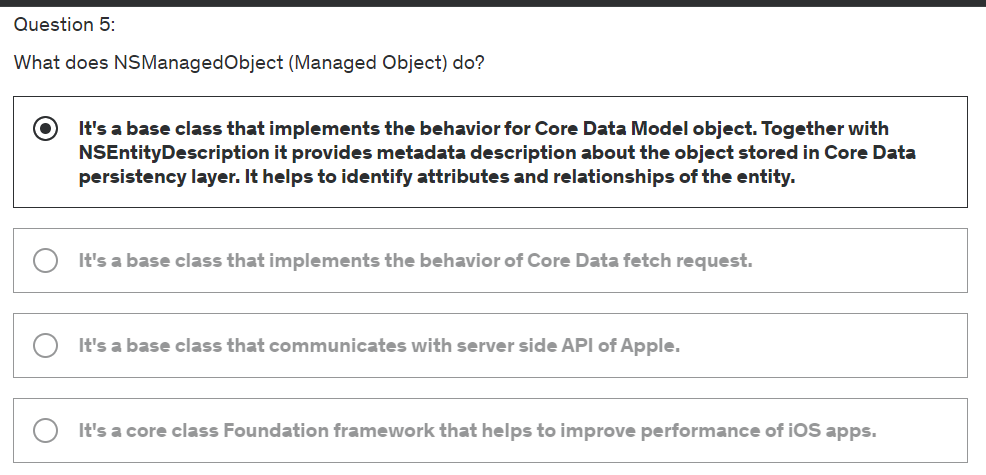 Question 5:
What does NSManagedObject (Managed Object) do?
It's a base class that implements the behavior for Core Data Model object. Together with
NSEntityDescription it provides metadata description about the object stored in Core Data
persistency layer. It helps to identify attributes and relationships of the entity.
It's a base class that implements the behavior of Core Data fetch request.
It's a base class that communicates with server side API of Apple.
It's a core class Foundation framework that helps to improve performance of iOS apps.